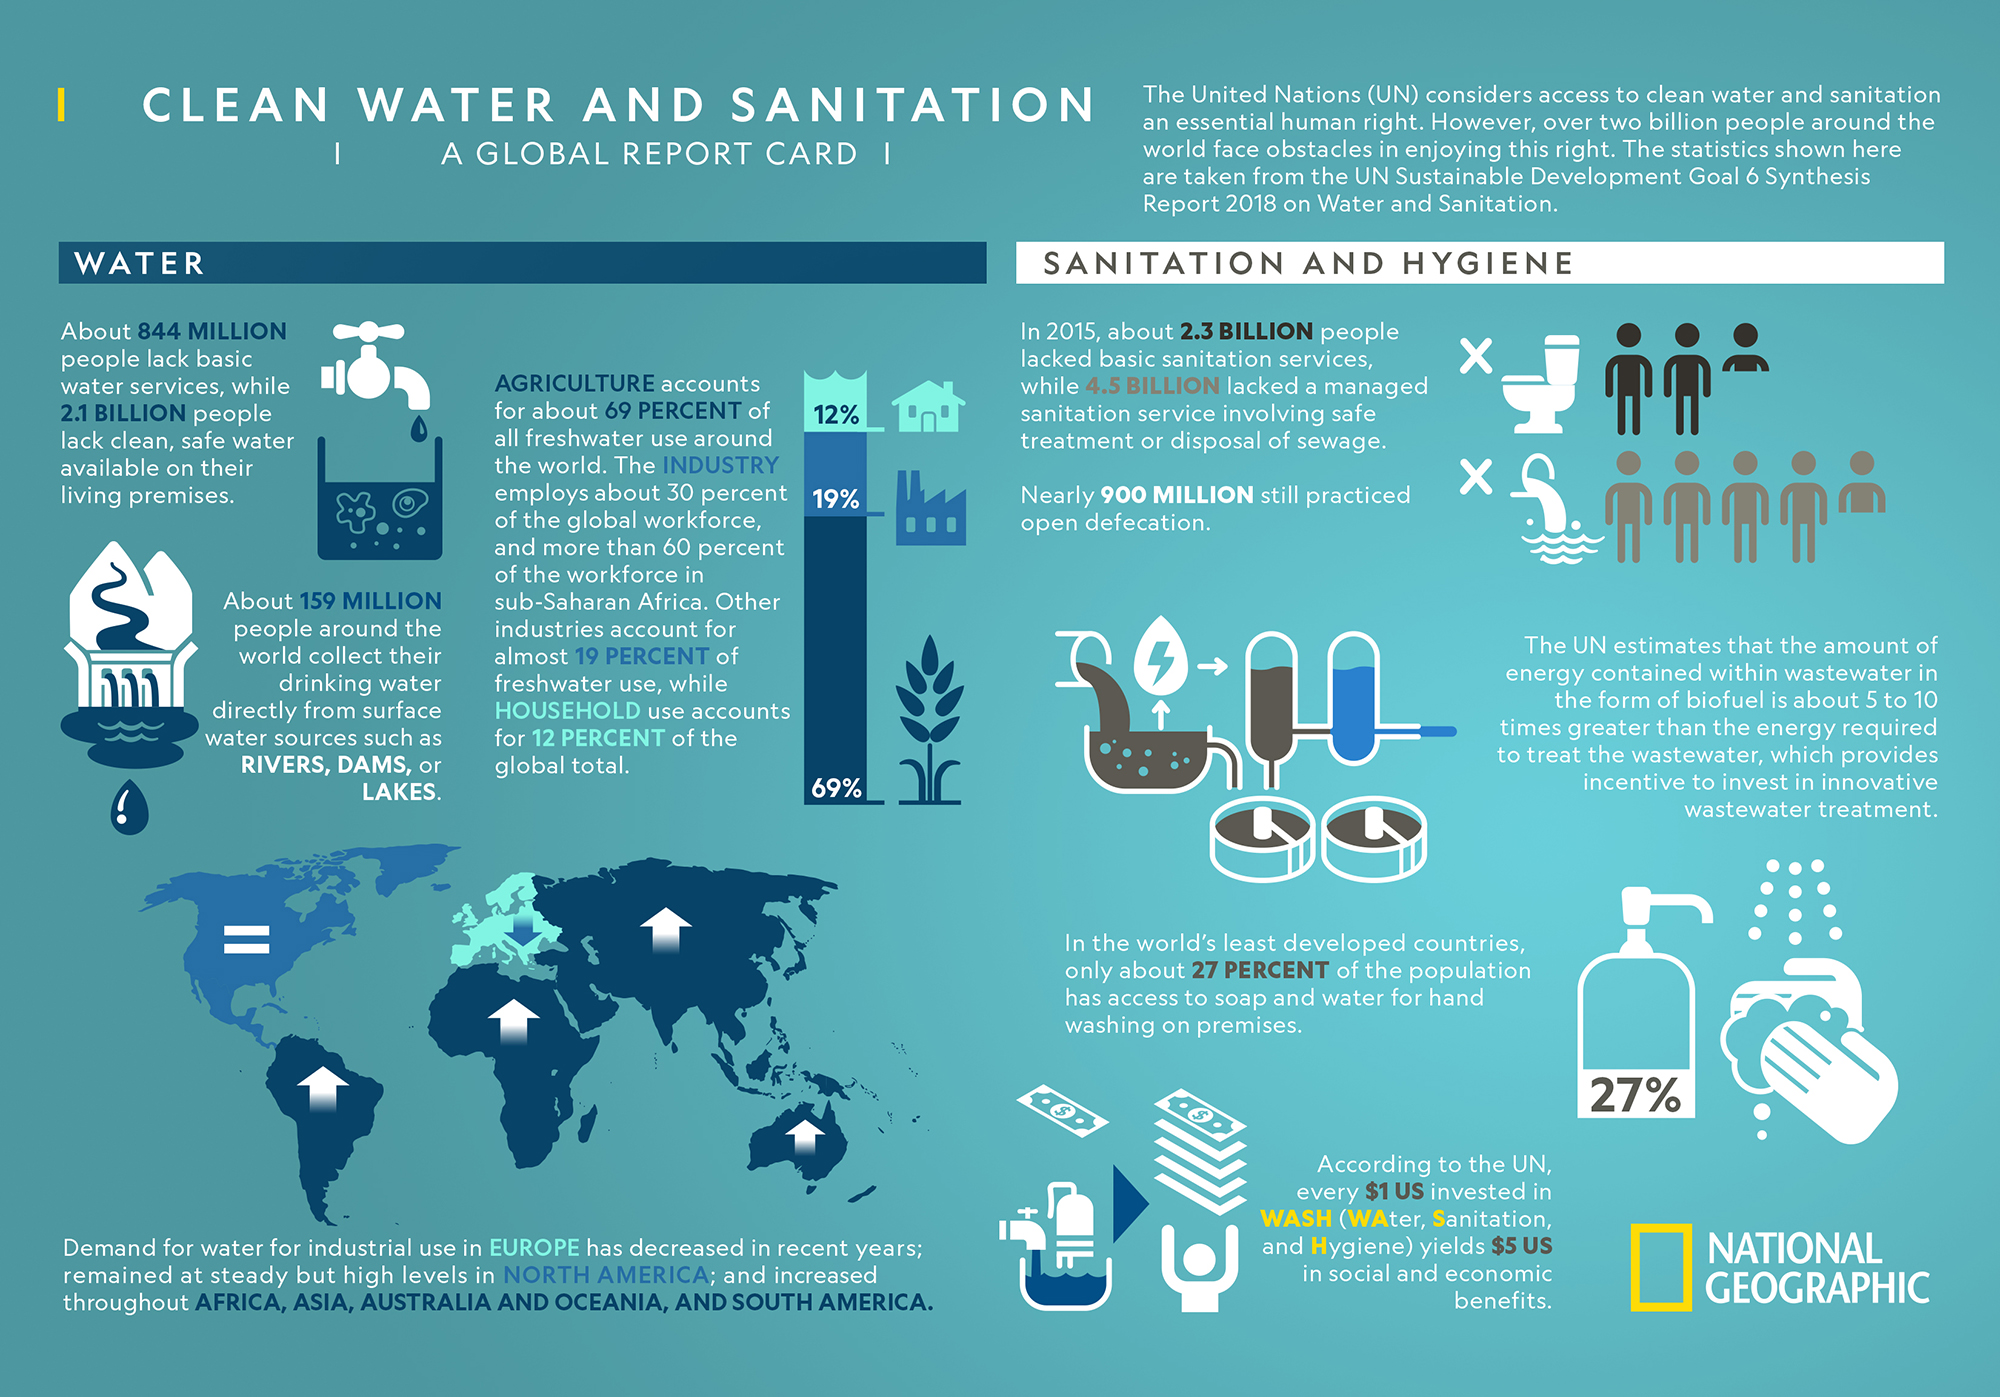 CLEAN WATER AND SANITATION
A GLOBAL REPORT CARD
The United Nations (UN) considers access to clean water and sanitation
an essential human right. However, over two billion people around the
world face obstacles in enjoying this right. The statistics shown here
are taken from the UN Sustainable Development Goal 6 Synthesis
Report 2018 on Water and Sanitation.
WATER
About 844 MILLION
people lack basic
water services, while
2.1 BILLION people
lack clean, safe water
available on their
living premises.
About 159 MILLION
people around the
world collect their
drinking water
directly from surface
water sources such as
RIVERS, DAMS, or
LAKES.
AGRICULTURE accounts
for about 69 PERCENT of
all freshwater use around
the world. The INDUSTRY
employs about 30 percent
of the global workforce,
and more than 60 percent
of the workforce in
sub-Saharan Africa. Other
industries account for
almost 19 PERCENT of
freshwater use, while
HOUSEHOLD use accounts
for 12 PERCENT of the
global total.
12%
19%
69%
Demand for water for industrial use in EUROPE has decreased in recent years;
remained at steady but high levels in NORTH AMERICA; and increased
throughout AFRICA, ASIA, AUSTRALIA AND OCEANIA, AND SOUTH AMERICA.
SANITATION AND HYGIENE
In 2015, about 2.3 BILLION people
lacked basic sanitation services,
while 4.5 BILLION lacked a managed
sanitation service involving safe
treatment or disposal of sewage.
Nearly 900 MILLION still practiced
open defecation.
The UN estimates that the amount of
energy contained within wastewater in
the form of biofuel is about 5 to 10
times greater than the energy required
to treat the wastewater, which provides
incentive to invest in innovative
wastewater treatment.
In the world's least developed countries,
only about 27 PERCENT of the population
has access to soap and water for hand
washing on premises.
27%
$
$
According to the UN,
every $1 US invested in
WASH (WAter, Sanitation,
and Hygiene) yields $5 US
in social and economic
benefits.
NATIONAL
GEOGRAPHIC